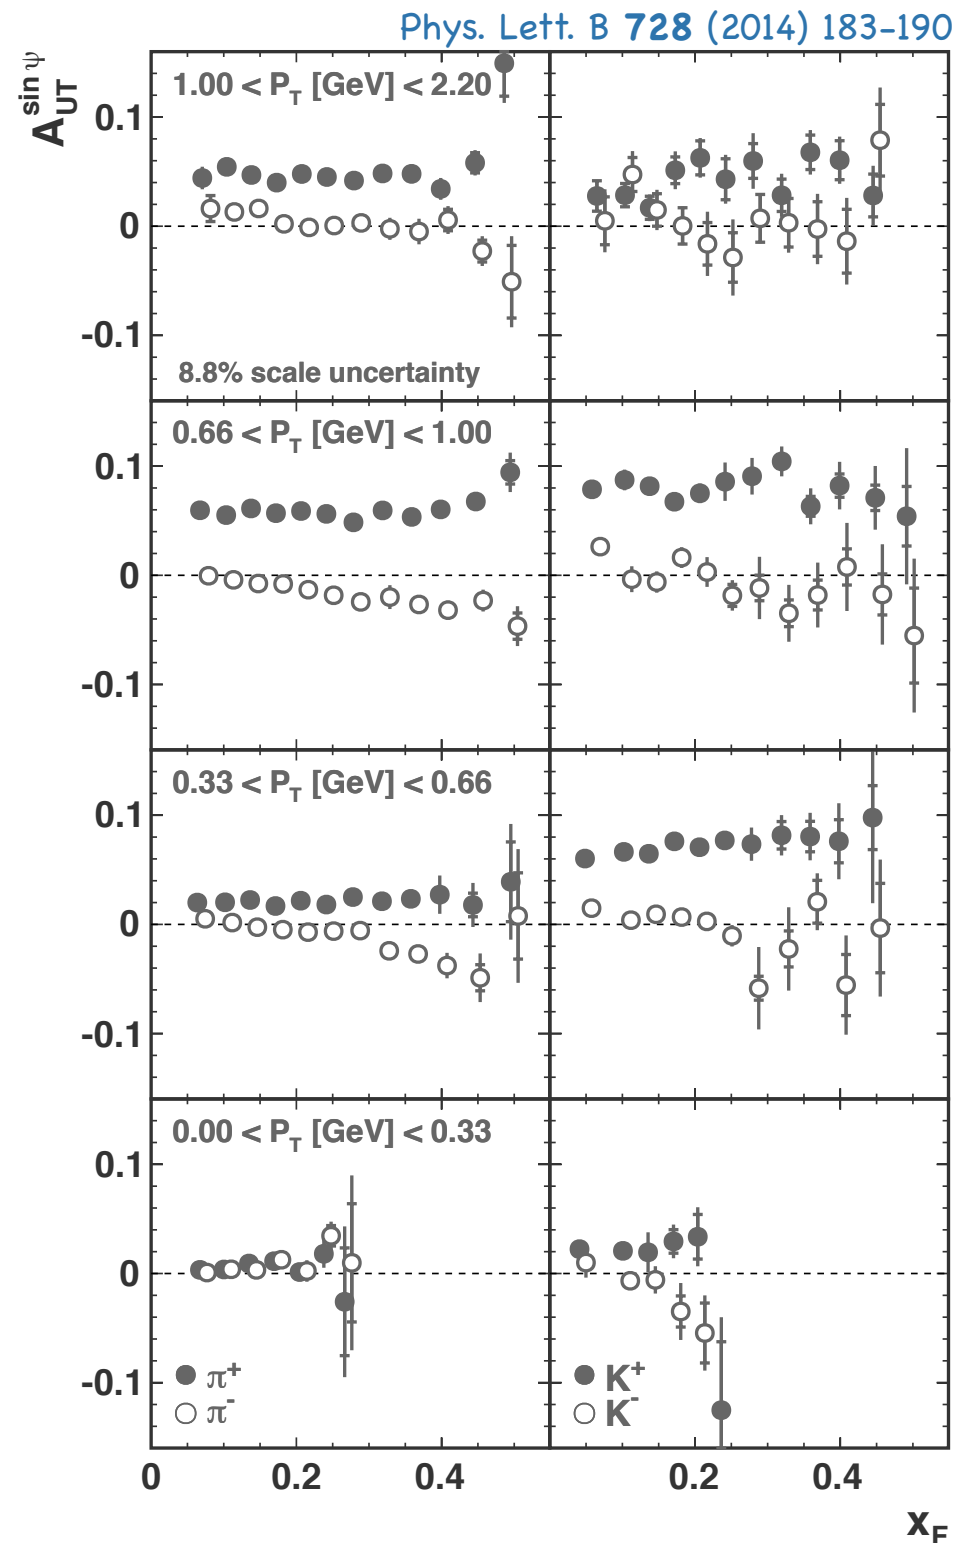 Phys. Lett. B 728 (2014) 183-190
A_UT^sin ψ
1.00 < P_T [GeV] < 2.20
0.1
0
-0.1
8.8% scale uncertainty
0.66 < P_T [GeV] < 1.00
0.1
0
-0.1
0.33 < P_T [GeV] < 0.66
0.1
0
-0.1
0.00 < P_T [GeV] < 0.33
0.1
0
-0.1
π+
π-
K+
K-
0 0.2 0.4 0.2 0.4
x_F